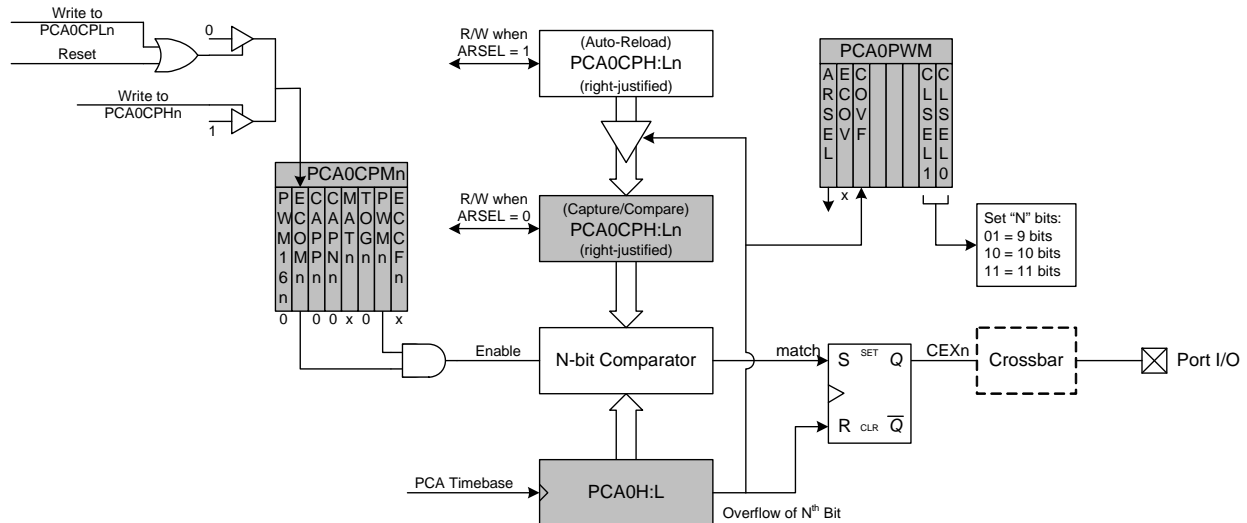 Write to
PCA0CPLn
Reset
0
Write to
PCA0CPHn
1
R/W when
ARSEL = 1
(Auto-Reload)
PCA0CPH:Ln
(right-justified)
PCA0PWM
ARSEL
ECOV
COVF
CLSEL1
CLSEL0
x
Set “N” bits:
01 = 9 bits
10 = 10 bits
11 = 11 bits
PCA0CPMn
PWM16n
ECOMn
CAPPn
CAPNn
MATn
TOGn
PWMn
ECCFn
0 0 0 x 0 x
R/W when
ARSEL = 0
(Capture/Compare)
PCA0CPH:Ln
(right-justified)
Enable
N-bit Comparator
match
S SET Q
R CLR Q
CEXn
Crossbar
Port I/O
PCA Timebase
PCA0H:L
Overflow of Nth Bit